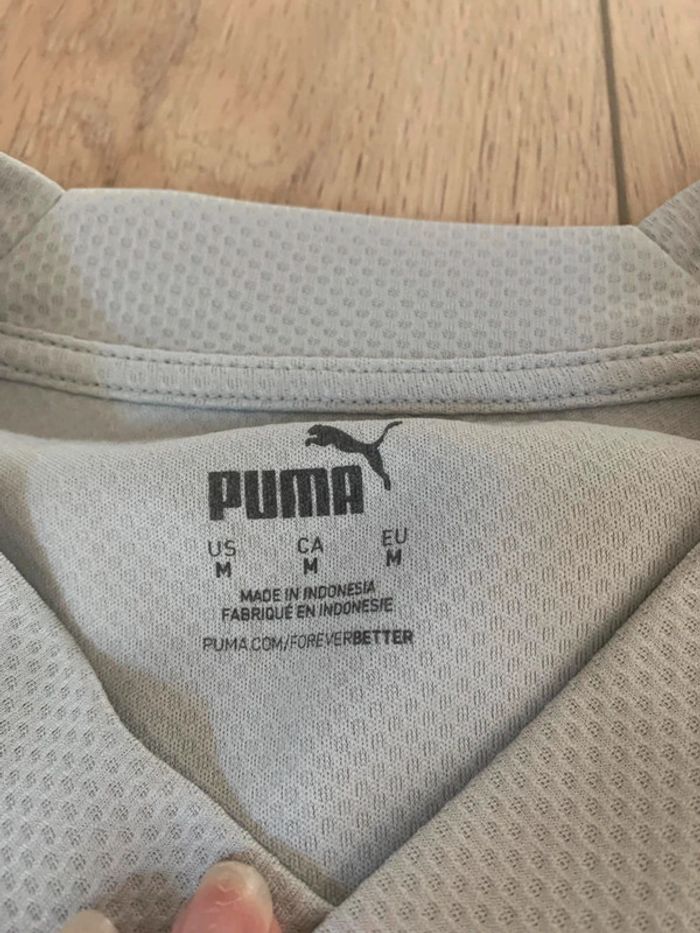 PUMA
US CA EU
M M M
MADE IN INDONESIA
FABRIQUÉ EN INDONESIE
PUMA.COM/FOREVERBETTER